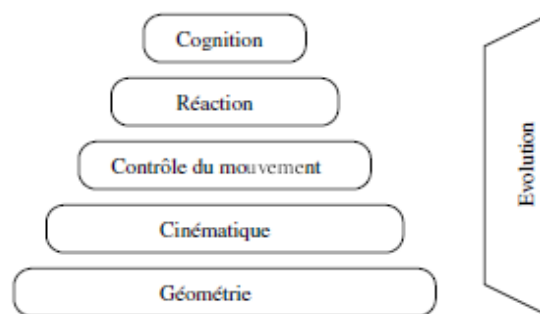 Cognition
Réaction
Contrôle du mouvement
Cinématique
Géométrie
Evolution